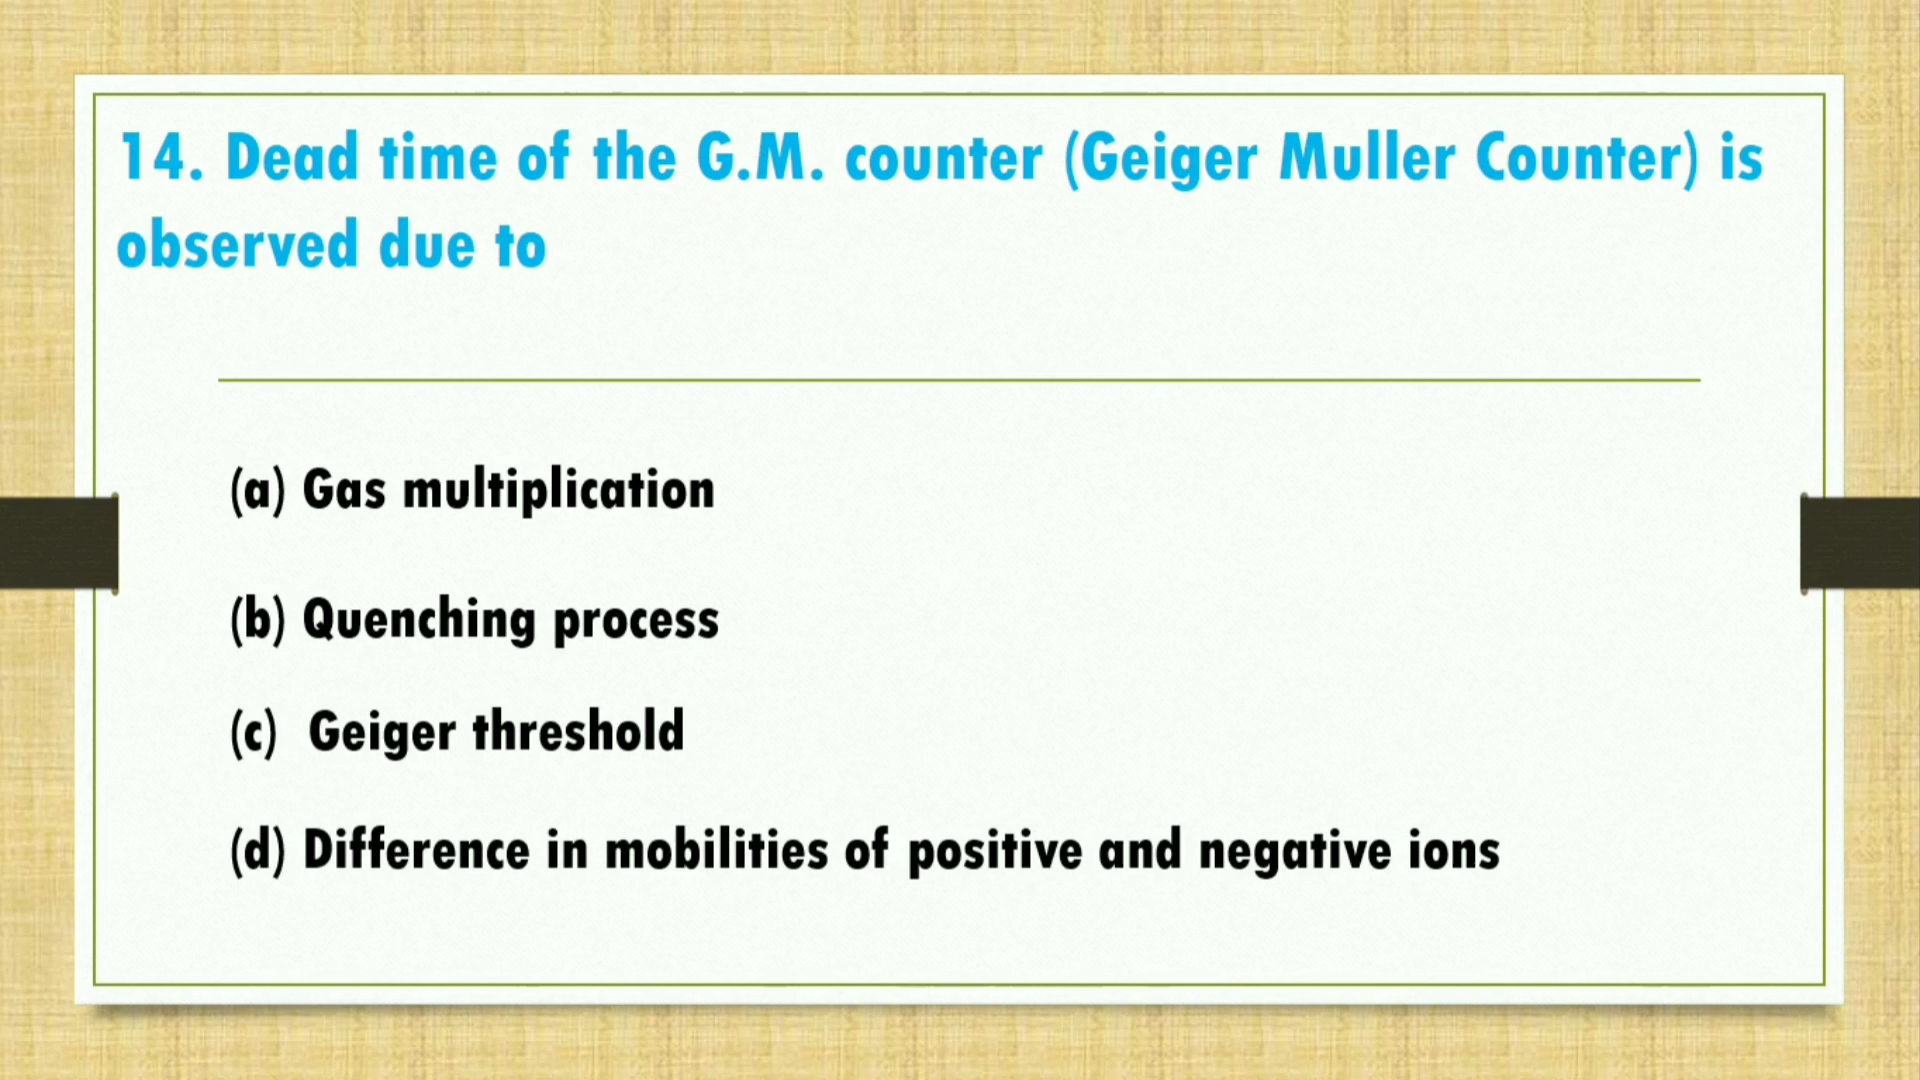 14. Dead time of the G.M. counter (Geiger Muller Counter) is
observed due to
(a) Gas multiplication
(b) Quenching process
(c) Geiger threshold
(d) Difference in mobilities of positive and negative ions